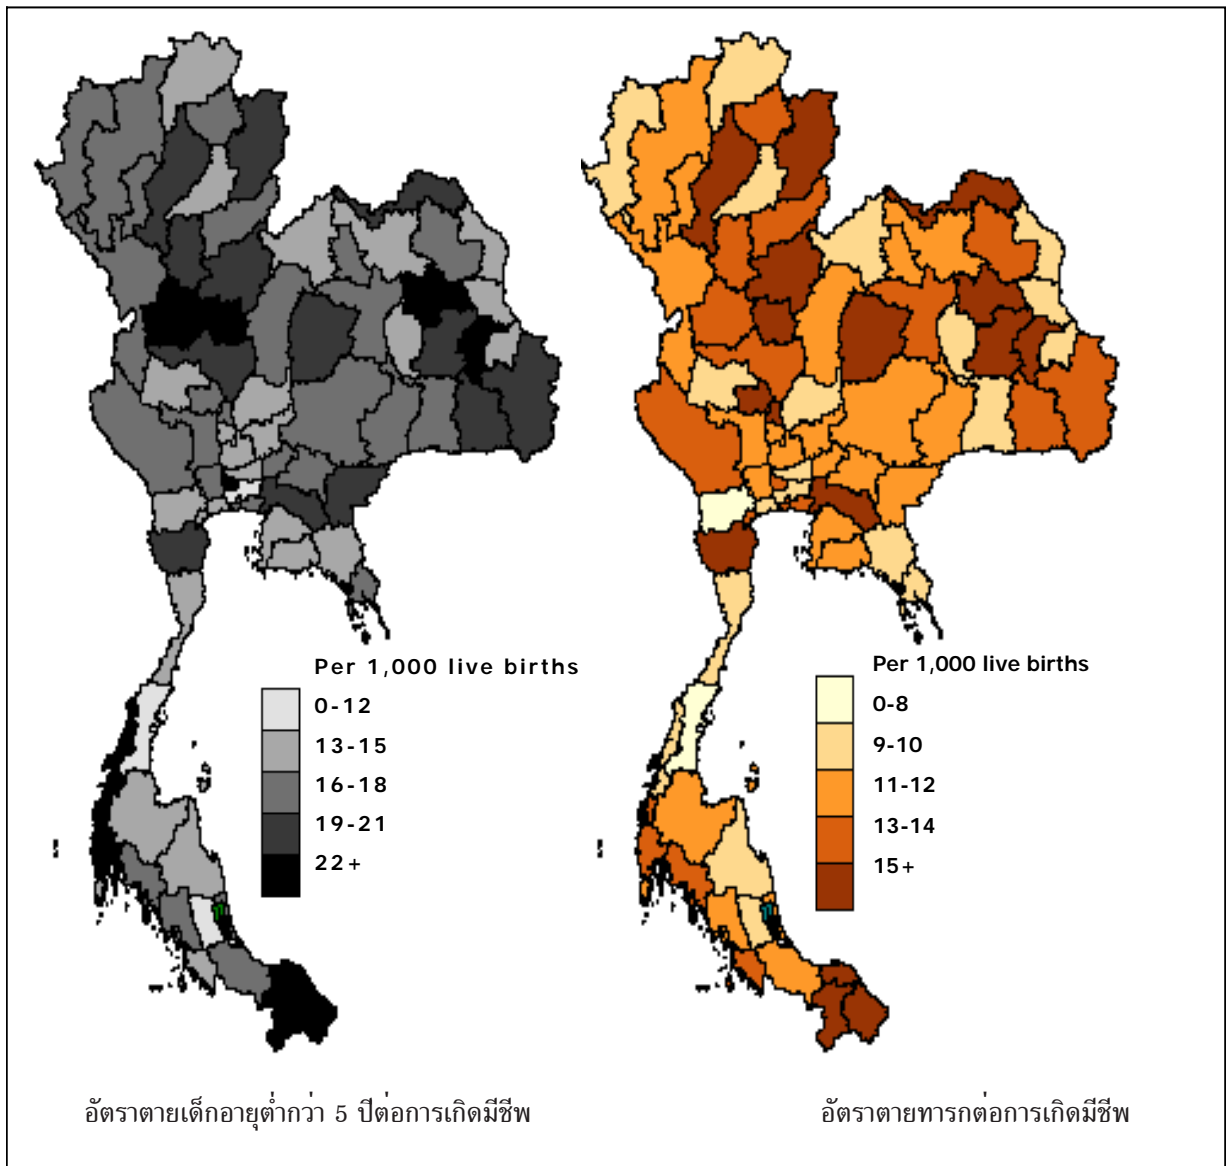 Per 1,000 live births
0-12
13-15
16-18
19-21
22+
Per 1,000 live births
0-8
9-10
11-12
13-14
15+
อัตราตายเด็กอายุต่ำกว่า 5 ปีต่อการเกิดมีชีพ
อัตราตายทารกต่อการเกิดมีชีพ